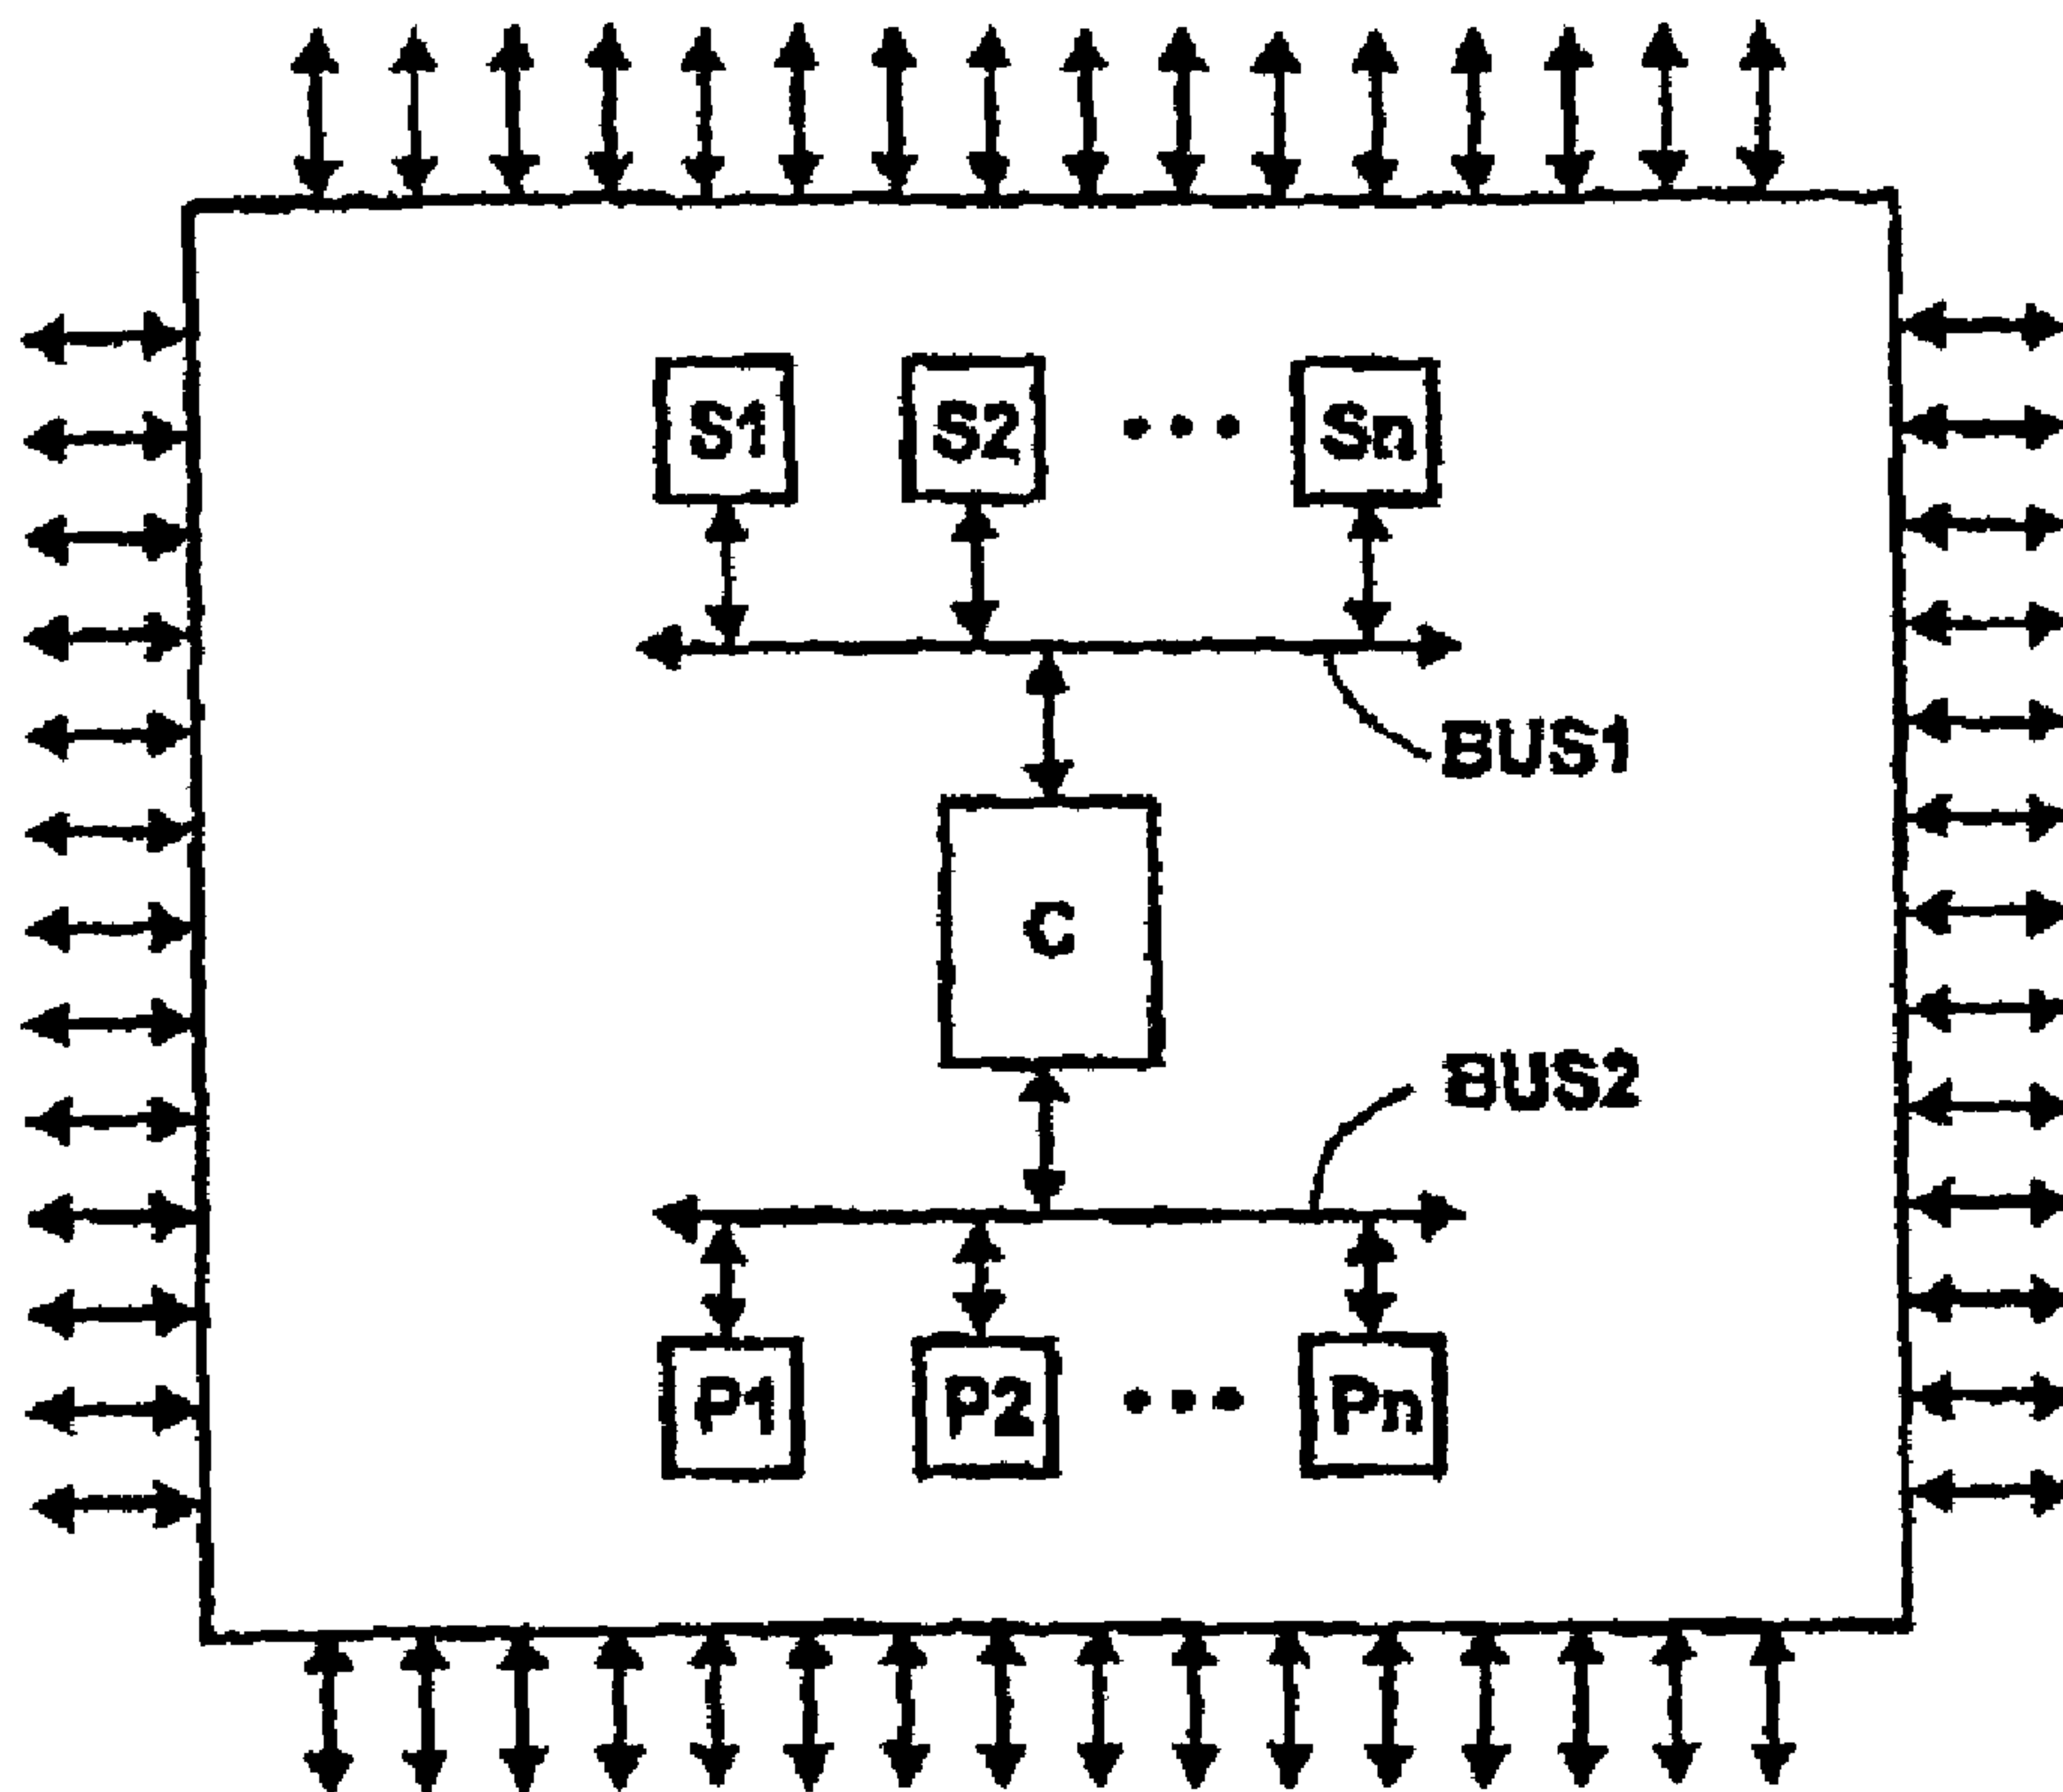 S1 S2 ••• Sn
BUS1
C
BUS2
P1 P2 ••• Pn